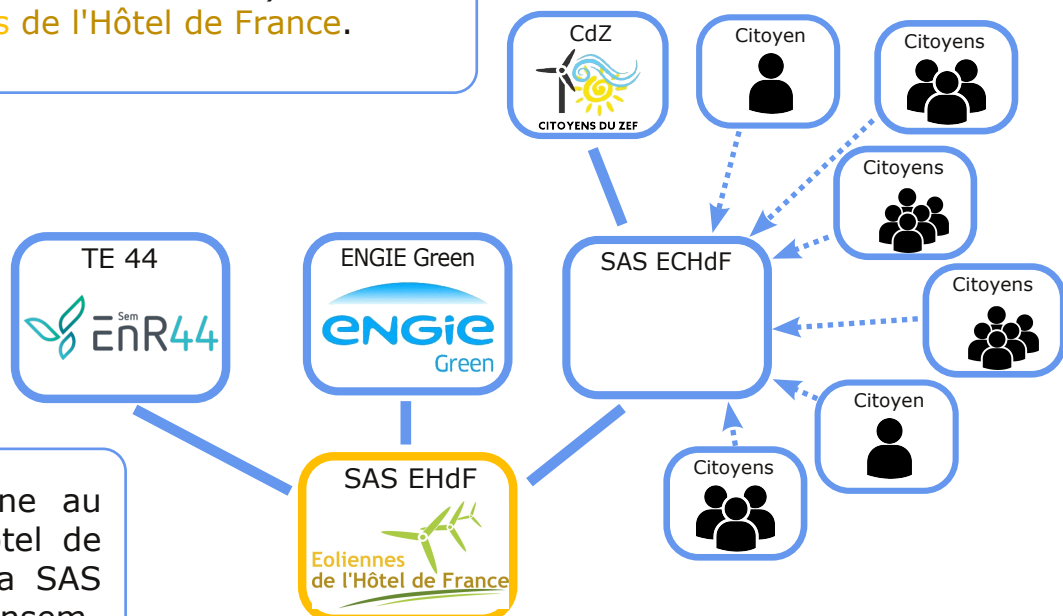 s de l'Hôtel de France.
CdZ
CITOYENS DU ZEF
Citoyen
Citoyens
Citoyens
TE 44
Sem
EnR44
ENGIE Green
ENGiE
Green
SAS ECHdF
Citoyens
Citoyen
Citoyens
SAS EHdF
Eoliennes
de l'Hôtel de France
ne au
ôtel de
a SAS